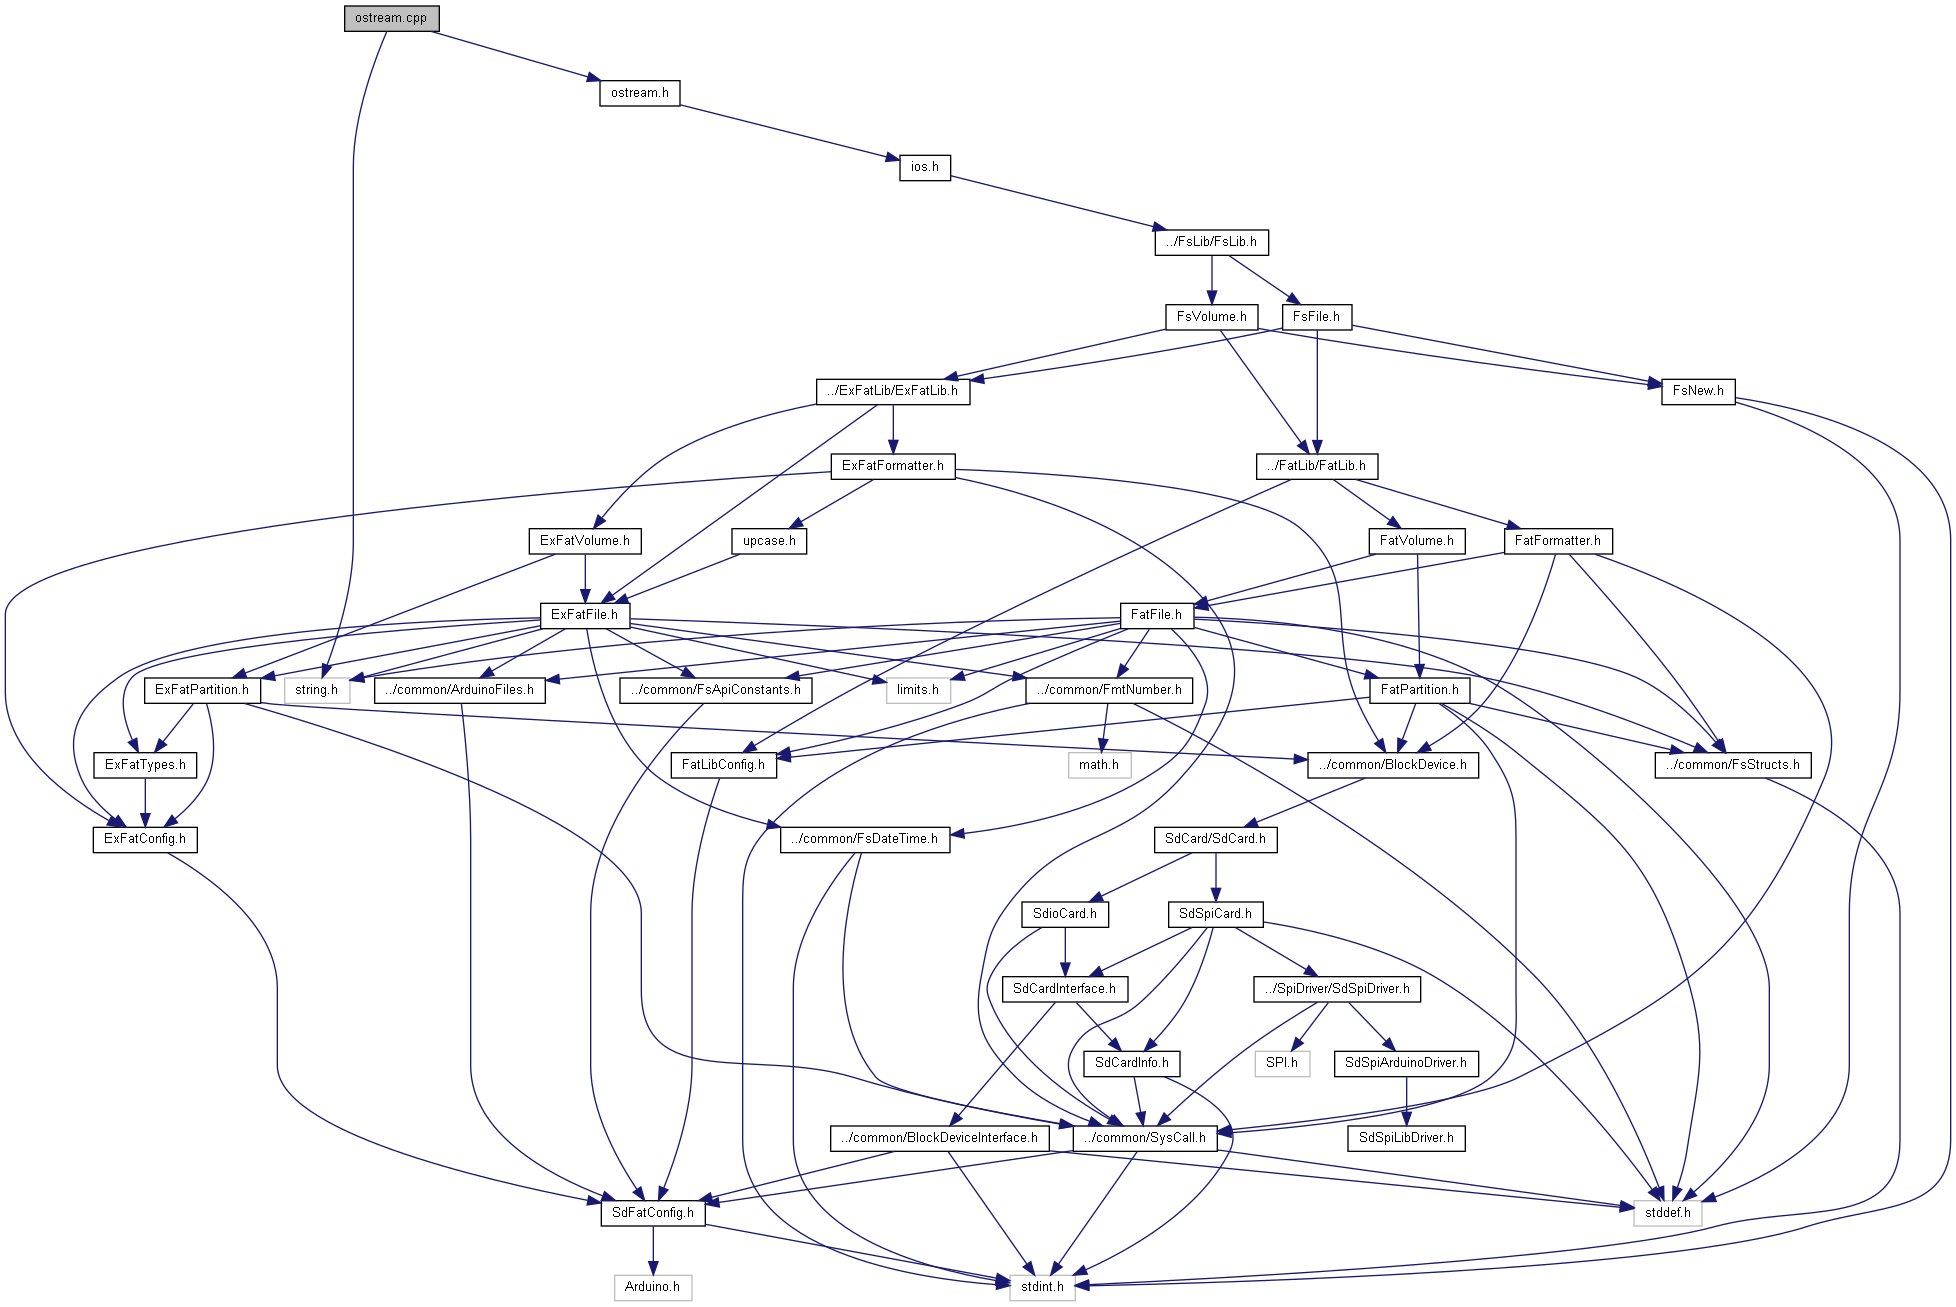 ostream.cpp
ostream.h
ios.h
../FsLib/FsLib.h
FsVolume.h
FsFile.h
../ExFatLib/ExFatLib.h
FsNew.h
ExFatFormatter.h
../FatLib/FatLib.h
ExFatVolume.h
upcase.h
FatVolume.h
FatFormatter.h
ExFatFile.h
FatFile.h
ExFatPartition.h
string.h
../common/ArduinoFiles.h
../common/FsApiConstants.h
limits.h
../common/FmtNumber.h
FatPartition.h
ExFatTypes.h
FatLibConfig.h
math.h
../common/BlockDevice.h
../common/FsStructs.h
ExFatConfig.h
../common/FsDateTime.h
SdCard/SdCard.h
SdioCard.h
SdSpiCard.h
SdCardInterface.h
../SpiDriver/SdSpiDriver.h
SdCardInfo.h
SPI.h
SdSpiArduinoDriver.h
../common/BlockDeviceInterface.h
../common/SysCall.h
SdSpiLibDriver.h
SdFatConfig.h
stddef.h
Arduino.h
stdint.h